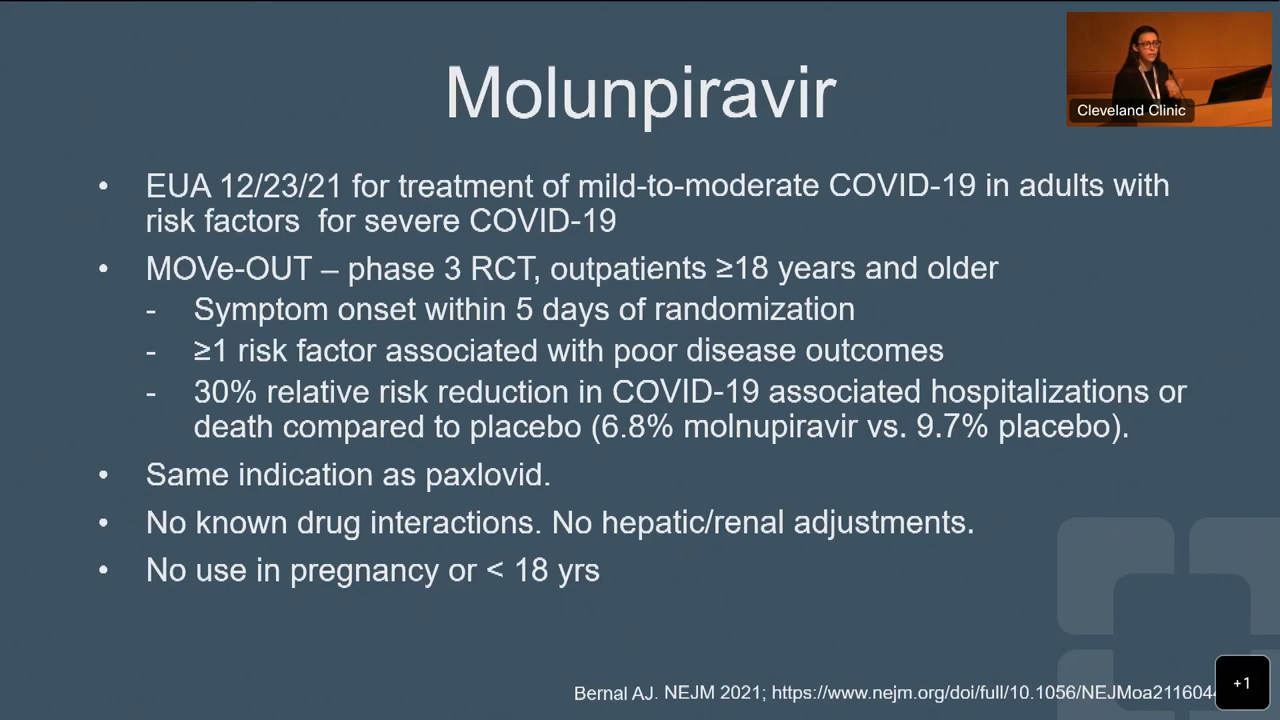 Molunpiravir
Cleveland Clinic
• EUA 12/23/21 for treatment of mild-to-moderate COVID-19 in adults with
risk factors  for severe COVID-19
• MOVe-OUT – phase 3 RCT, outpatients ≥18 years and older
- Symptom onset within 5 days of randomization
- ≥1 risk factor associated with poor disease outcomes
- 30% relative risk reduction in COVID-19 associated hospitalizations or
death compared to placebo (6.8% molnupiravir vs. 9.7% placebo).
• Same indication as paxlovid.
• No known drug interactions. No hepatic/renal adjustments.
• No use in pregnancy or < 18 yrs
Bernal AJ. NEJM 2021; https://www.nejm.org/doi/full/10.1056/NEJMoa211604
+1